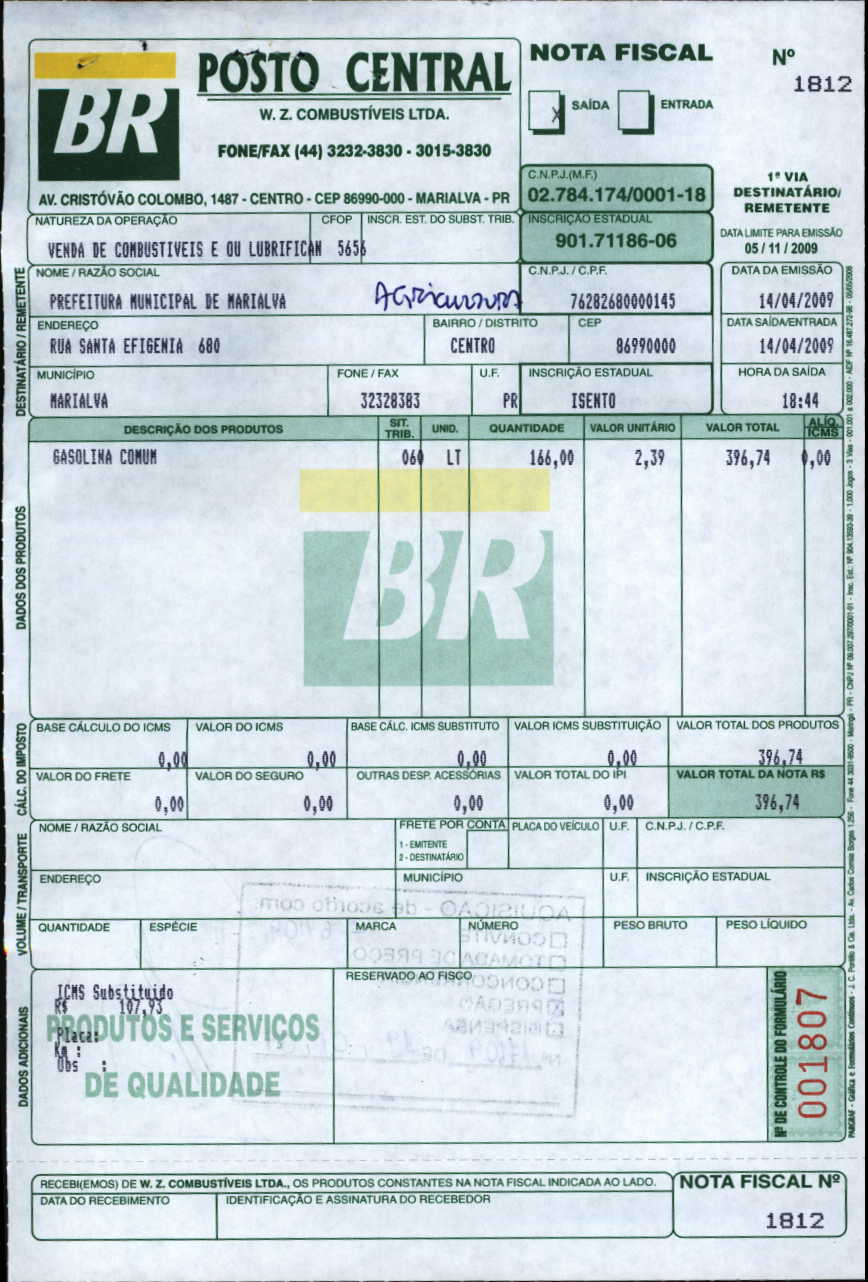 BR
POSTO CENTRAL
W. Z. COMBUSTÍVEIS LTDA.
FONE/FAX (44) 3232-3830 - 3015-3830
AV. CRISTÓVÃO COLOMBO, 1487 - CENTRO - CEP 86990-000 - MARIALVA - PR
NOTA FISCAL
Nº
1812
X SAÍDA ENTRADA
C.N.P.J.(M.F.)
02.784.174/0001-18
1ª VIA
DESTINATÁRIO/
REMETENTE
NATUREZA DA OPERAÇÃO CFOP INSCR. EST. DO SUBST. TRIB. INSCRIÇÃO ESTADUAL
VENDA DE COMBUSTIVEIS E OU LUBRIFICAN 5656 901.71186-06
DATA LIMITE PARA EMISSÃO
05 / 11 / 2009
DESTINATÁRIO / REMETENTE
NOME / RAZÃO SOCIAL C.N.P.J. / C.P.F. DATA DA EMISSÃO
PREFEITURA MUNICIPAL DE MARIALVA Agricultura 76282680000145 14/04/2009
ENDEREÇO BAIRRO / DISTRITO CEP DATA SAÍDA/ENTRADA
RUA SANTA EFIGENIA 680 CENTRO 86990000 14/04/2009
MUNICÍPIO FONE / FAX U.F. INSCRIÇÃO ESTADUAL HORA DA SAÍDA
MARIALVA 32328383 PR ISENTO 18:44
DADOS DOS PRODUTOS
DESCRIÇÃO DOS PRODUTOS SIT. TRIB. UNID. QUANTIDADE VALOR UNITÁRIO VALOR TOTAL ALÍQ. ICMS
GASOLINA COMUM 060 LT 166,00 2,39 396,74 0,00
BR
CÁLC. DO IMPOSTO
BASE CÁLCULO DO ICMS VALOR DO ICMS BASE CÁLC. ICMS SUBSTITUTO VALOR ICMS SUBSTITUIÇÃO VALOR TOTAL DOS PRODUTOS
0,00 0,00 0,00 0,00 396,74
VALOR DO FRETE VALOR DO SEGURO OUTRAS DESP. ACESSÓRIAS VALOR TOTAL DO IPI VALOR TOTAL DA NOTA R$
0,00 0,00 0,00 0,00 396,74
VOLUME / TRANSPORTE
NOME / RAZÃO SOCIAL FRETE POR CONTA PLACA DO VEÍCULO U.F. C.N.P.J. / C.P.F.
1 - EMITENTE
2 - DESTINATÁRIO
ENDEREÇO MUNICÍPIO U.F. INSCRIÇÃO ESTADUAL
QUANTIDADE ESPÉCIE MARCA NÚMERO PESO BRUTO PESO LÍQUIDO
AQUISIÇÃO - de acordo com:
CONVITE
TOMADA DE PREÇO
PREGÃO
DISPENSA
DADOS ADICIONAIS
RESERVADO AO FISCO
ICMS Substituido
R$ 107,93
PRODUTOS E SERVIÇOS
Placa:
Km :
Obs :
DE QUALIDADE
Nº DE CONTROLE DO FORMULÁRIO
001807
RECEBI(EMOS) DE W. Z. COMBUSTÍVEIS LTDA., OS PRODUTOS CONSTANTES NA NOTA FISCAL INDICADA AO LADO.
DATA DO RECEBIMENTO IDENTIFICAÇÃO E ASSINATURA DO RECEBEDOR
NOTA FISCAL Nº
1812